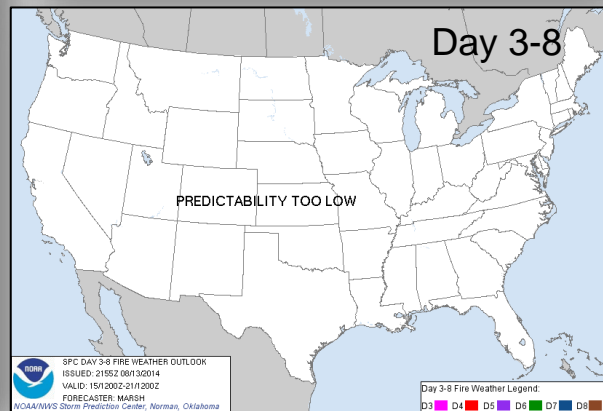 Day 3-8
PREDICTABILITY TOO LOW
NOAA
SPC DAY 3-8 FIRE WEATHER OUTLOOK
ISSUED: 2155Z 08/13/2014
VALID: 15/1200Z-21/1200Z
FORECASTER: MARSH
NOAA/NWS Storm Prediction Center, Norman, Oklahoma
Day 3-8 Fire Weather Legend:
D3 D4 D5 D6 D7 D8